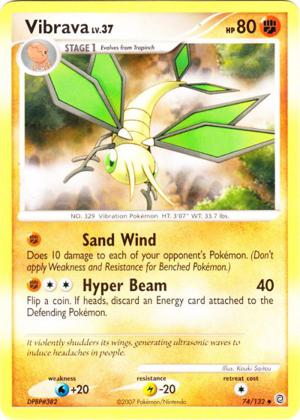 Vibrava LV.37 HP 80
STAGE 1 Evolves from Trapinch
NO. 329 Vibration Pokémon HT. 3'07" WT. 33.7 lbs.
Sand Wind
Does 10 damage to each of your opponent's Pokémon. (Don't
apply Weakness and Resistance for Benched Pokémon.)
Hyper Beam 40
Flip a coin. If heads, discard an Energy card attached to the
Defending Pokémon.
It violently shudders its wings, generating ultrasonic waves to
induce headaches in people.
Illus. Kouki Saitou
weakness resistance retreat cost
+20 -20
DPBP#382 ©2007 Pokémon/Nintendo 74/132